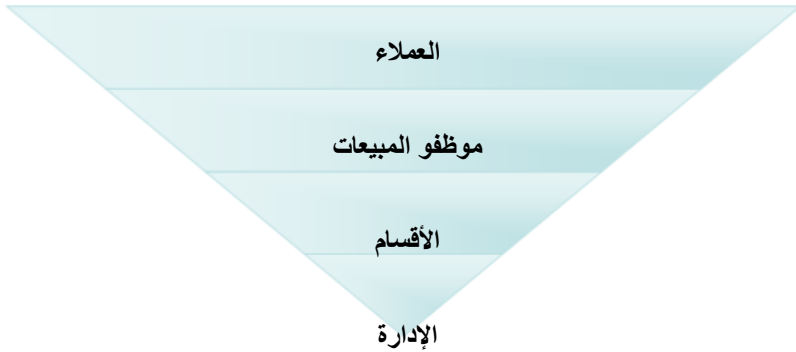 العملاء
موظفو المبيعات
الأقسام
الإدارة